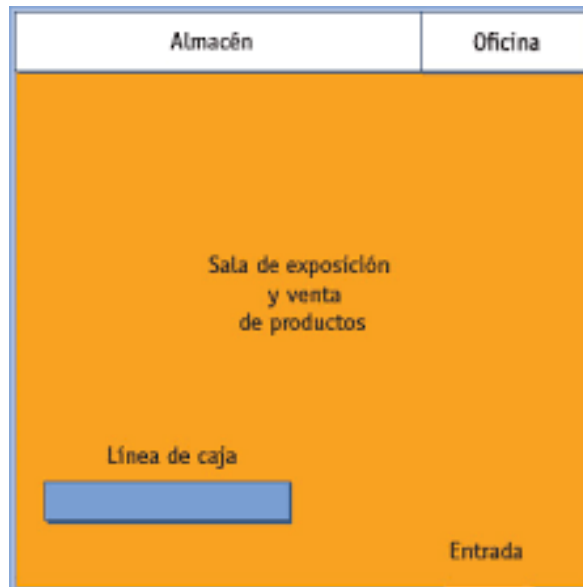 Almacén
Oficina
Sala de exposición
y venta
de productos
Línea de caja
Entrada